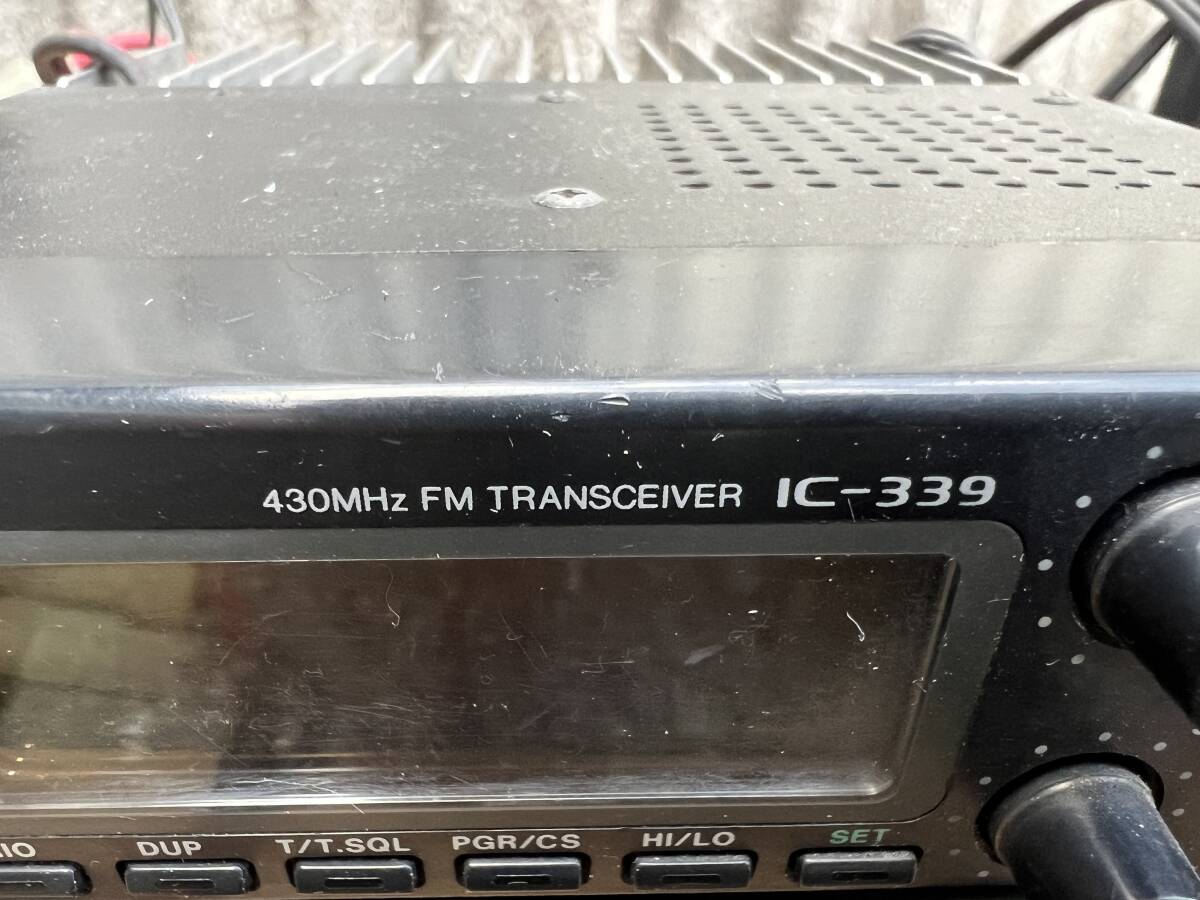 430MHz FM TRANSCEIVER IC-339
DUP T/T.SQL PGR/CS HI/LO SET